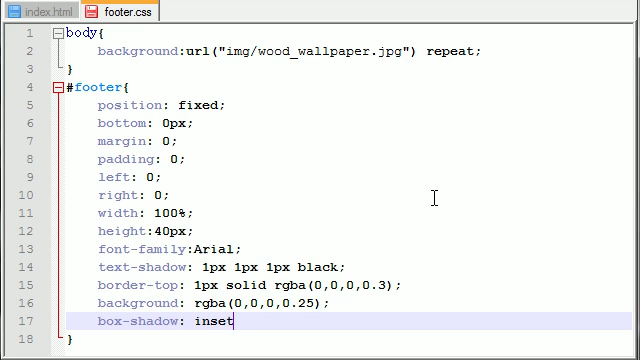 index.html footer.css
1 body{
2 background:url("img/wood_wallpaper.jpg") repeat;
3 }
4 #footer{
5 position: fixed;
6 bottom: 0px;
7 margin: 0;
8 padding: 0;
9 left: 0;
10 right: 0;
11 width: 100%;
12 height:40px;
13 font-family:Arial;
14 text-shadow: 1px 1px 1px black;
15 border-top: 1px solid rgba(0,0,0,0.3);
16 background: rgba(0,0,0,0.25);
17 box-shadow: inset
18 }